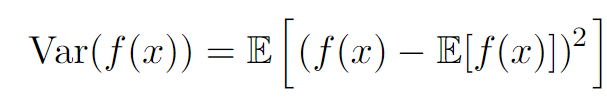 Var(f(x)) = 𝔼[(f(x) − 𝔼[f(x)])²]